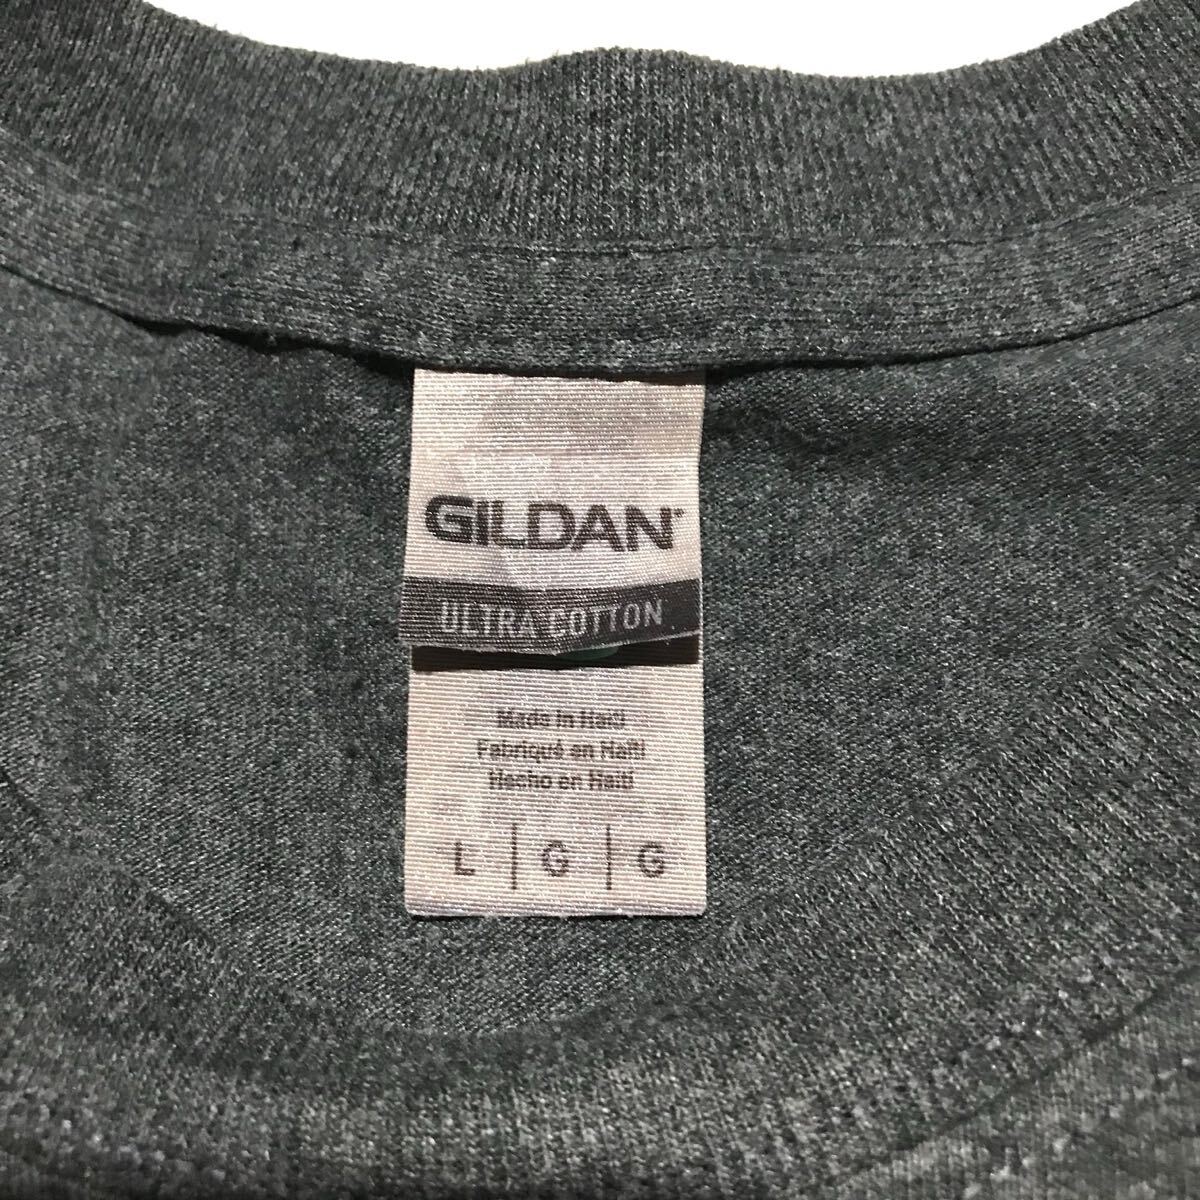 GILDAN
ULTRA COTTON
Made in Haiti
Fabriqué en Haïti
Hecho en Haití
L | G | G